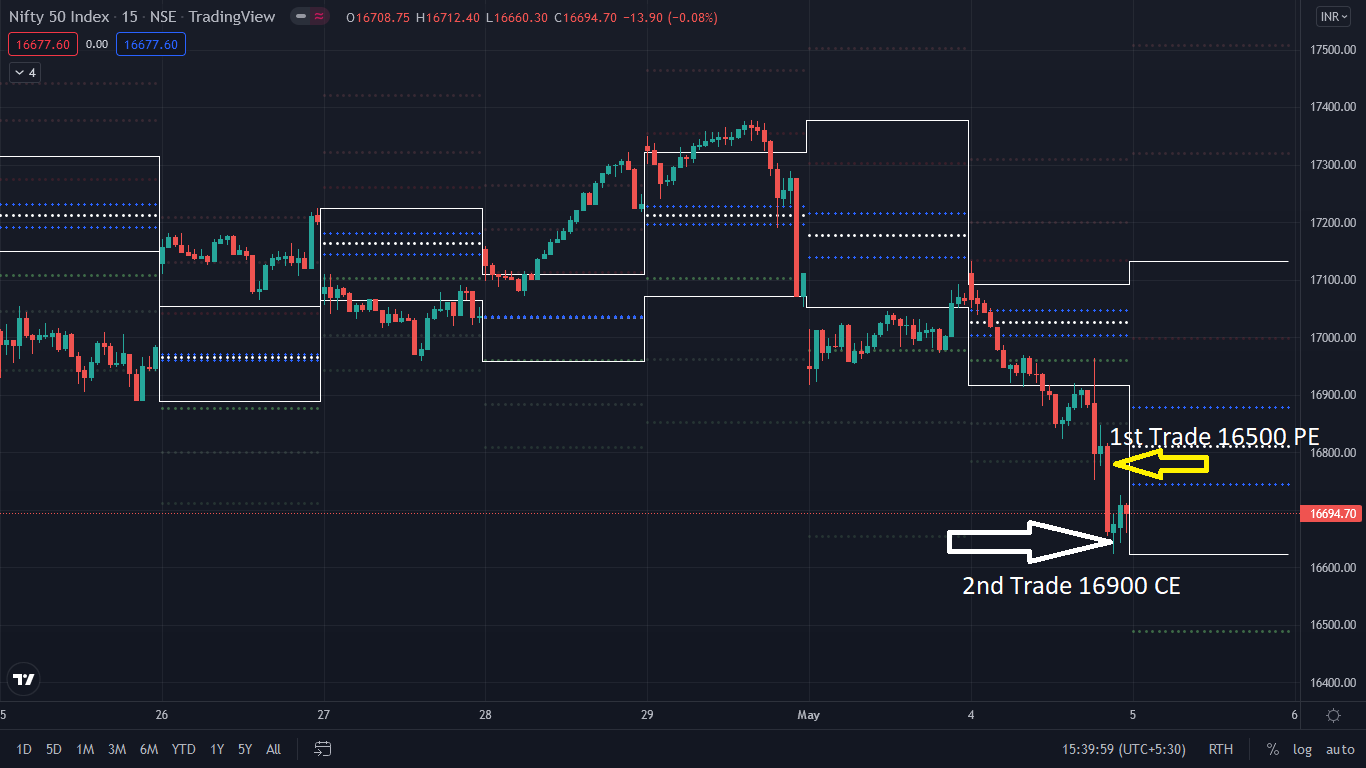 Nifty 50 Index · 15 · NSE · TradingView O16708.75 H16712.40 L16660.30 C16694.70 −13.90 (−0.08%) INR
16677.60 0.00 16677.60
4
17500.00
17400.00
17300.00
17200.00
17100.00
17000.00
16900.00
1st Trade 16500 PE
16800.00
16694.70
2nd Trade 16900 CE
16600.00
16500.00
16400.00
5 26 27 28 29 May 4 5 6
1D 5D 1M 3M 6M YTD 1Y 5Y All 15:39:59 (UTC+5:30) RTH % log auto